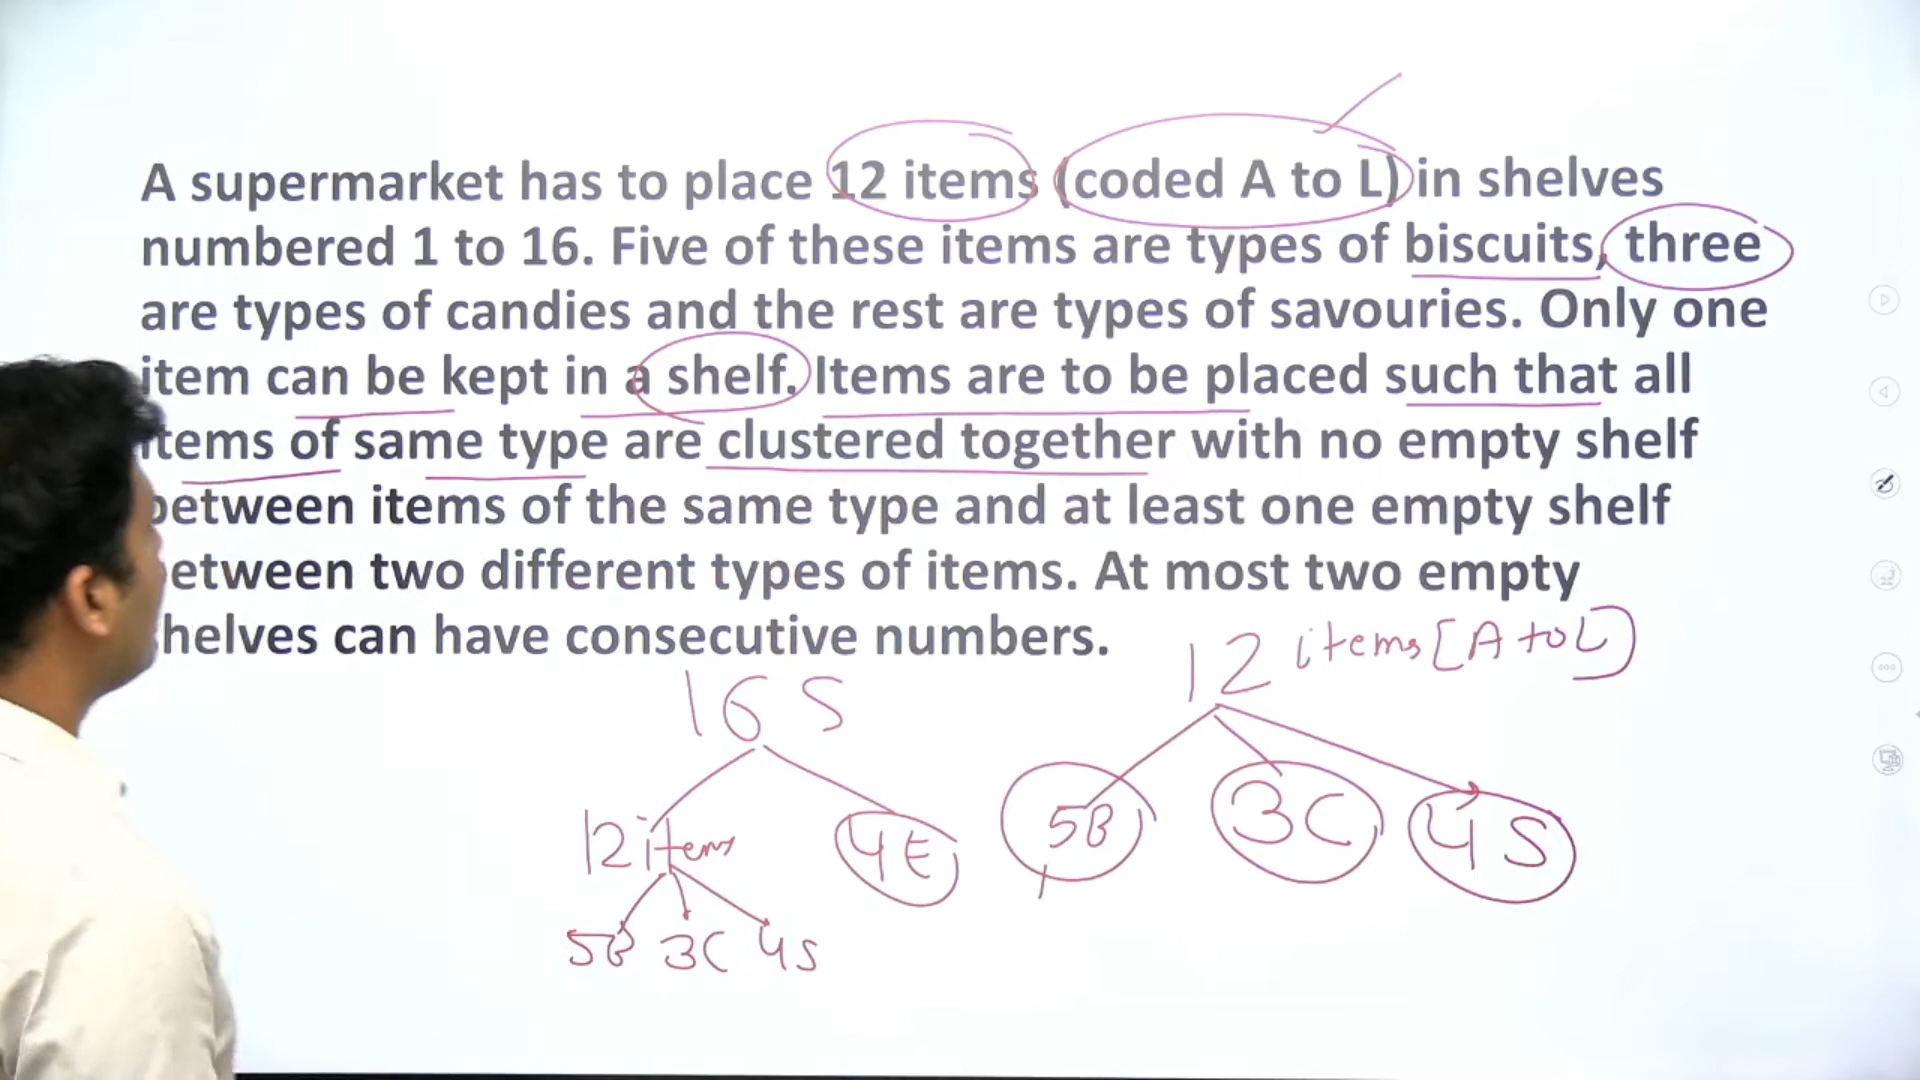 A supermarket has to place 12 items (coded A to L) in shelves
numbered 1 to 16. Five of these items are types of biscuits, three
are types of candies and the rest are types of savouries. Only one
item can be kept in a shelf. Items are to be placed such that all
items of same type are clustered together with no empty shelf
between items of the same type and at least one empty shelf
etween two different types of items. At most two empty
helves can have consecutive numbers.
16 S
12 items [A to L]
12 items 4E
5B 3C 4S
5B 3C 4S